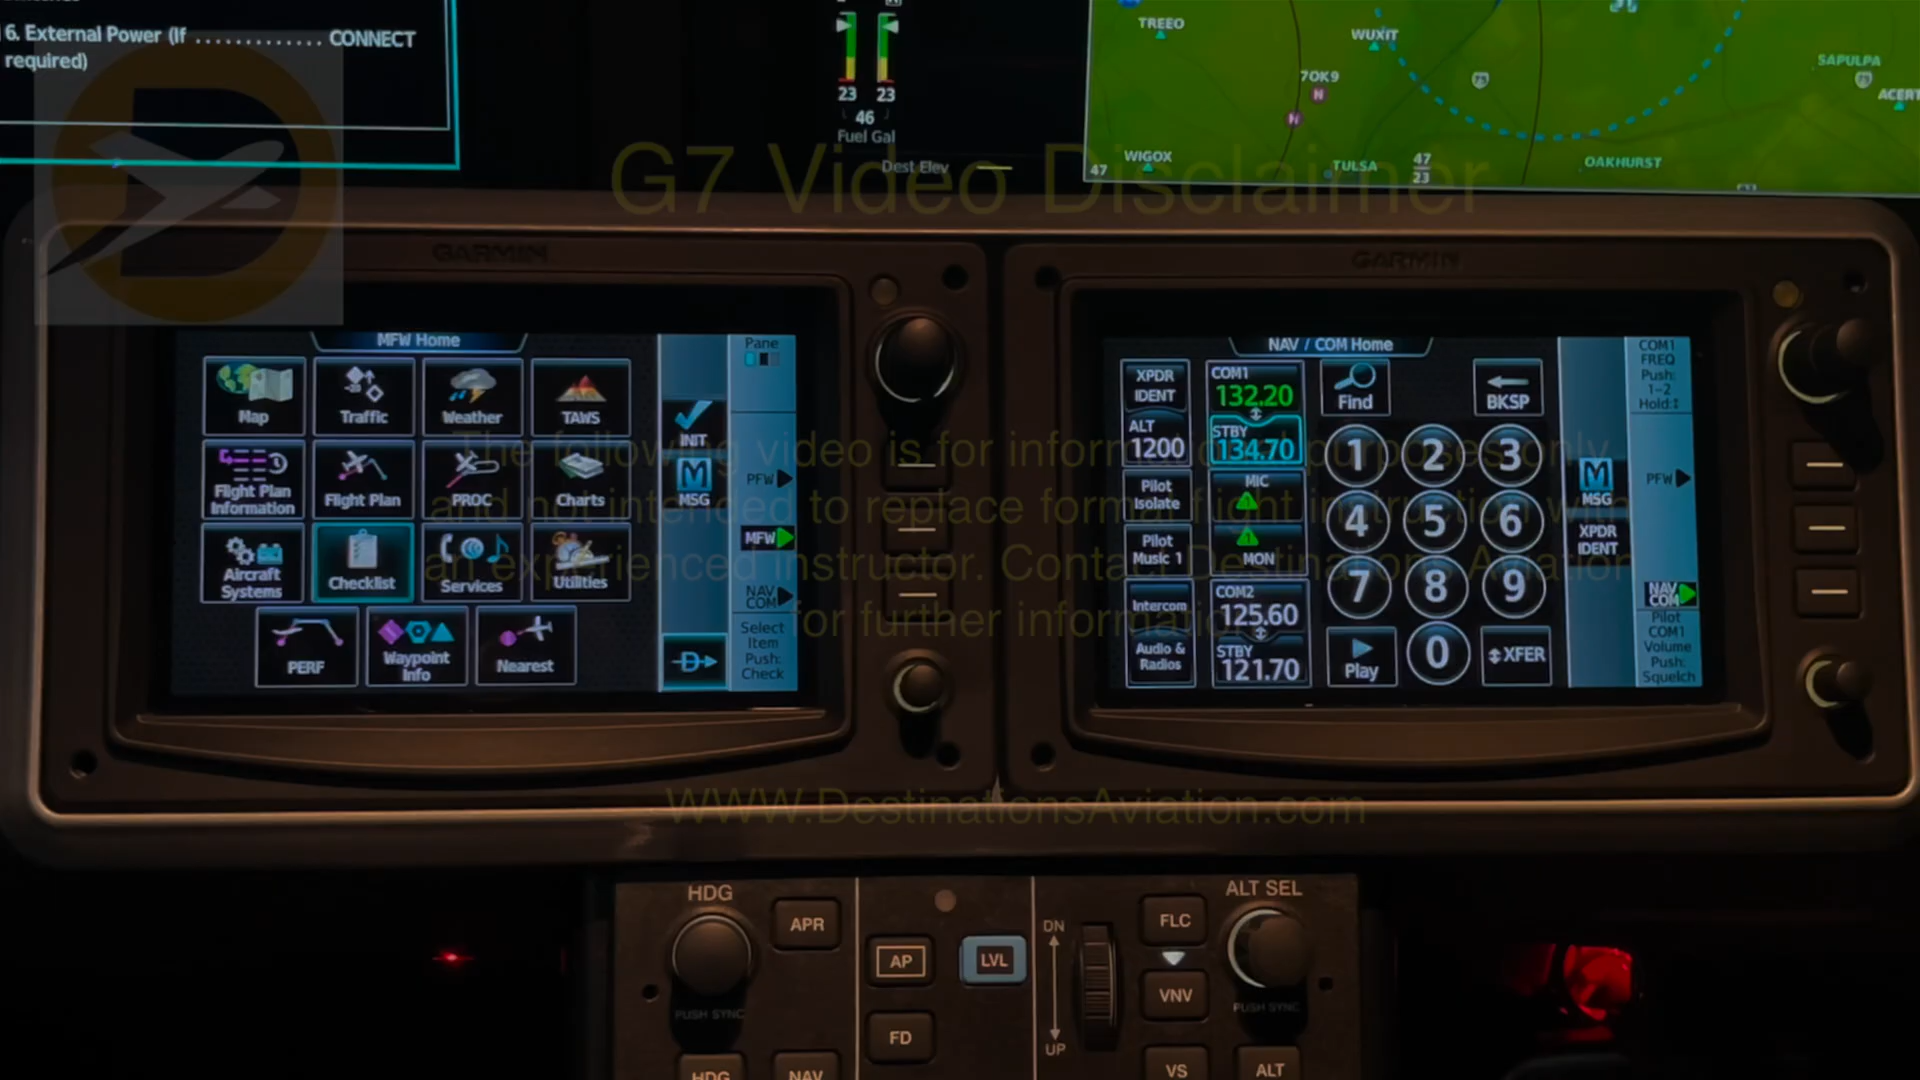 6. External Power (If ............. CONNECT
required)
23 23
46
Fuel Gal
Dest Elev
TREEO
WUXIT
7OK9
N
N
SAPULPA
ACERT
WIGOX
47
TULSA
47
23
OAKHURST
G7 Video Disclaimer
GARMIN
GARMIN
MFW Home
Map
Traffic
Weather
TAWS
Flight Plan
Information
Flight Plan
PROC
Charts
Aircraft
Systems
Checklist
Services
Utilities
PERF
Waypoint
Info
Nearest
INIT
MSG
D
Pane
PFW
MFW
NAV
COM
Select
Item
Push:
Check
NAV / COM Home
XPDR
IDENT
ALT
1200
Pilot
Isolate
Pilot
Music 1
Intercom
Audio &
Radios
COM1
132.20
STBY
134.70
MIC
1
1
MON
COM2
125.60
STBY
121.70
Find
BKSP
1 2 3
4 5 6
7 8 9
Play
0
XFER
MSG
XPDR
IDENT
COM1
FREQ
Push:
1-2
Hold:
PFW
NAV
COM
Pilot
COM1
Volume
Push:
Squelch
The following video is for informational purposes only
and not intended to replace formal flight instruction with
an experienced instructor. Contact Destinations Aviation
for further information.
WWW.DestinationsAviation.com
HDG
APR
PUSH SYNC
HDG
NAV
AP
LVL
FD
DN
UP
FLC
VNV
VS
ALT SEL
PUSH SYNC
ALT